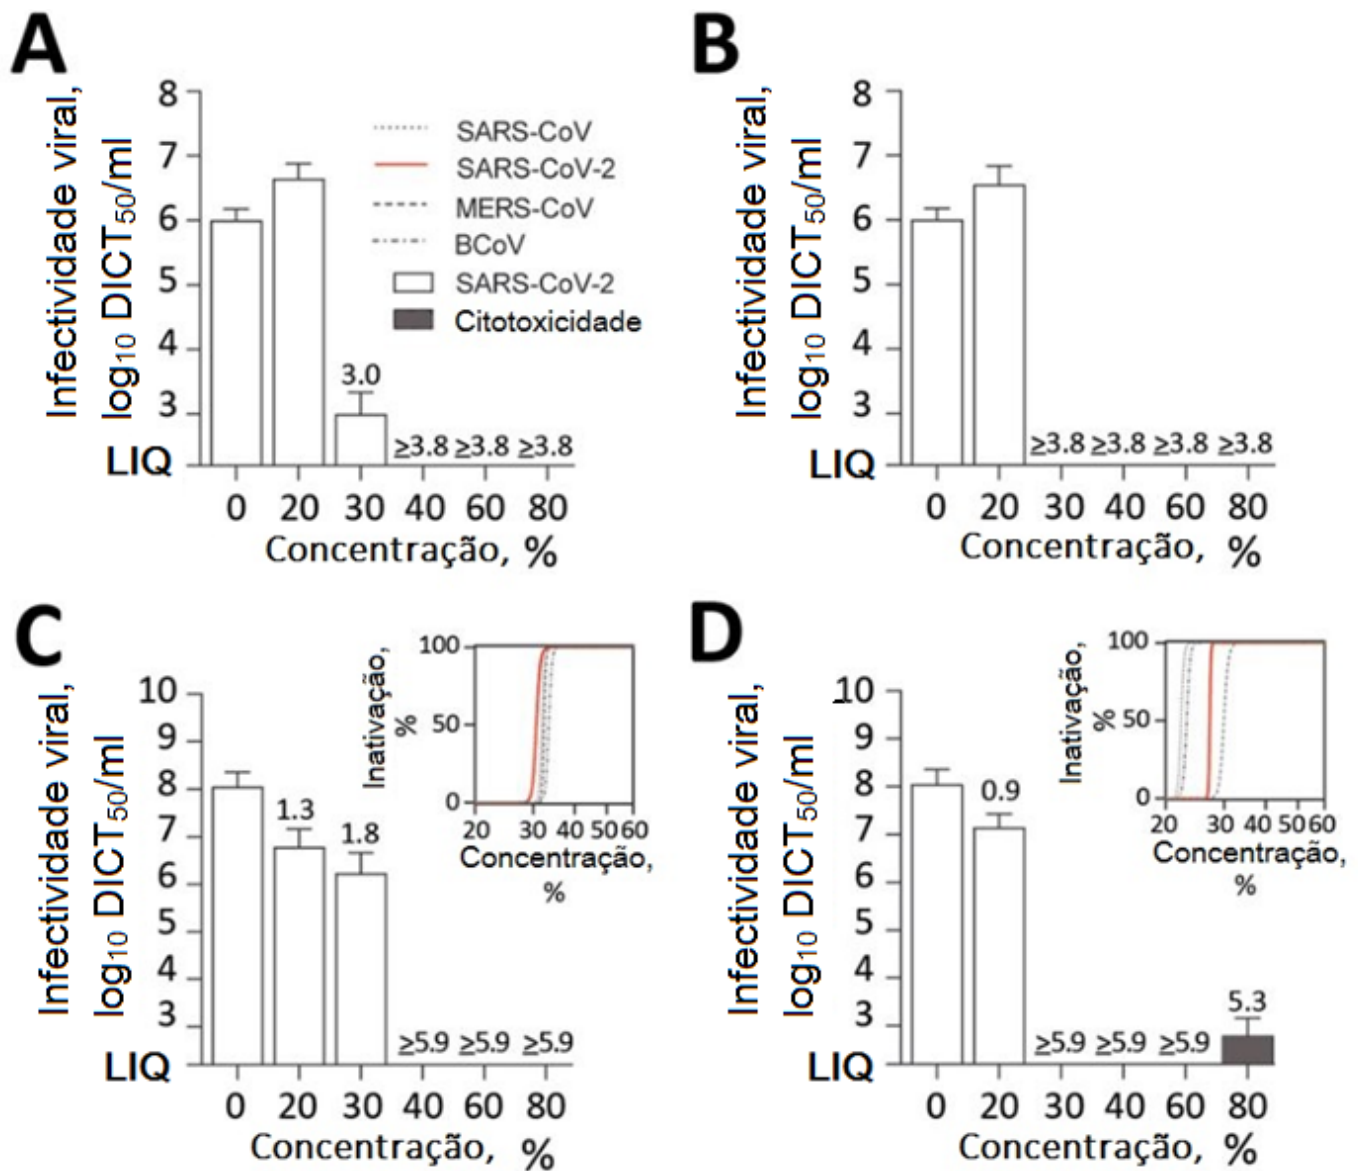 A
Infectividade viral,
log10 DICT50/ml
8
7
6
5
4
3
LIQ
SARS-CoV
SARS-CoV-2
MERS-CoV
BCoV
SARS-CoV-2
Citotoxicidade
3.0
≥3.8 ≥3.8 ≥3.8
0 20 30 40 60 80
Concentração, %
B
Infectividade viral,
log10 DICT50/ml
8
7
6
5
4
3
LIQ
≥3.8 ≥3.8 ≥3.8 ≥3.8
0 20 30 40 60 80
Concentração, %
C
Infectividade viral,
log10 DICT50/ml
10
9
8
7
6
5
4
3
LIQ
1.3
1.8
≥5.9 ≥5.9 ≥5.9
0 20 30 40 60 80
Concentração, %
Inativação,
%
100
50
0
20 30 40 50 60
Concentração,
%
D
Infectividade viral,
log10 DICT50/ml
10
9
8
7
6
5
4
3
LIQ
0.9
≥5.9 ≥5.9 ≥5.9
5.3
0 20 30 40 60 80
Concentração, %
Inativação,
%
100
50
0
20 30 40 50 60
Concentração,
%